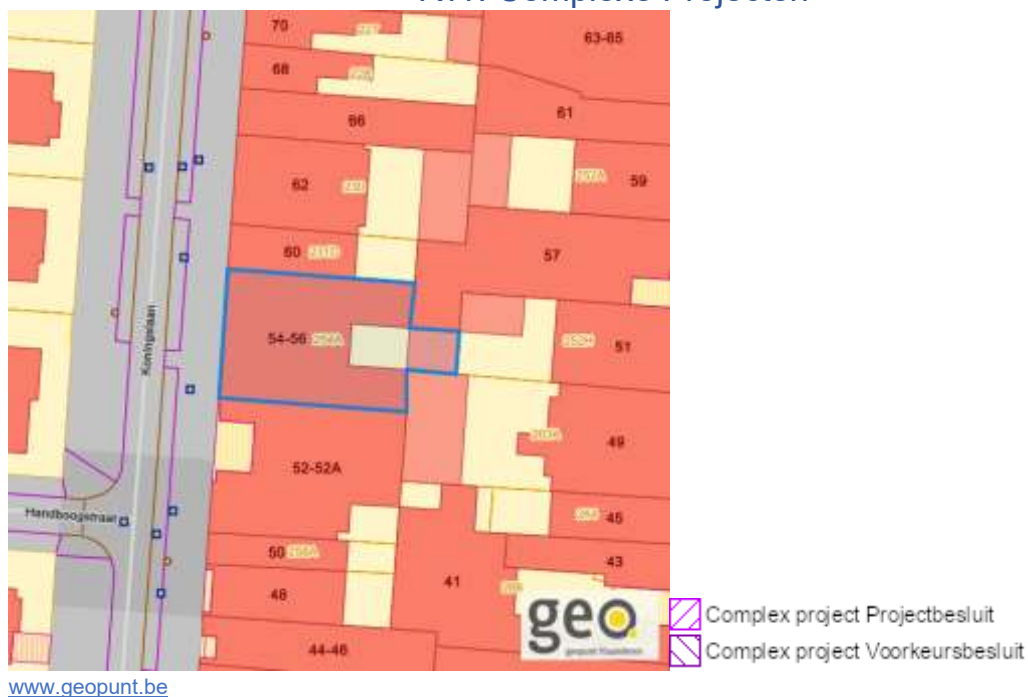 70
63-65
68
66
61
62
59
60
57
54-56
51
Koningslaan
49
52-52A
Handboogstraat
45
50
43
41
48
44-46
geo
Complex project Projectbesluit
Complex project Voorkeursbesluit
www.geopunt.be